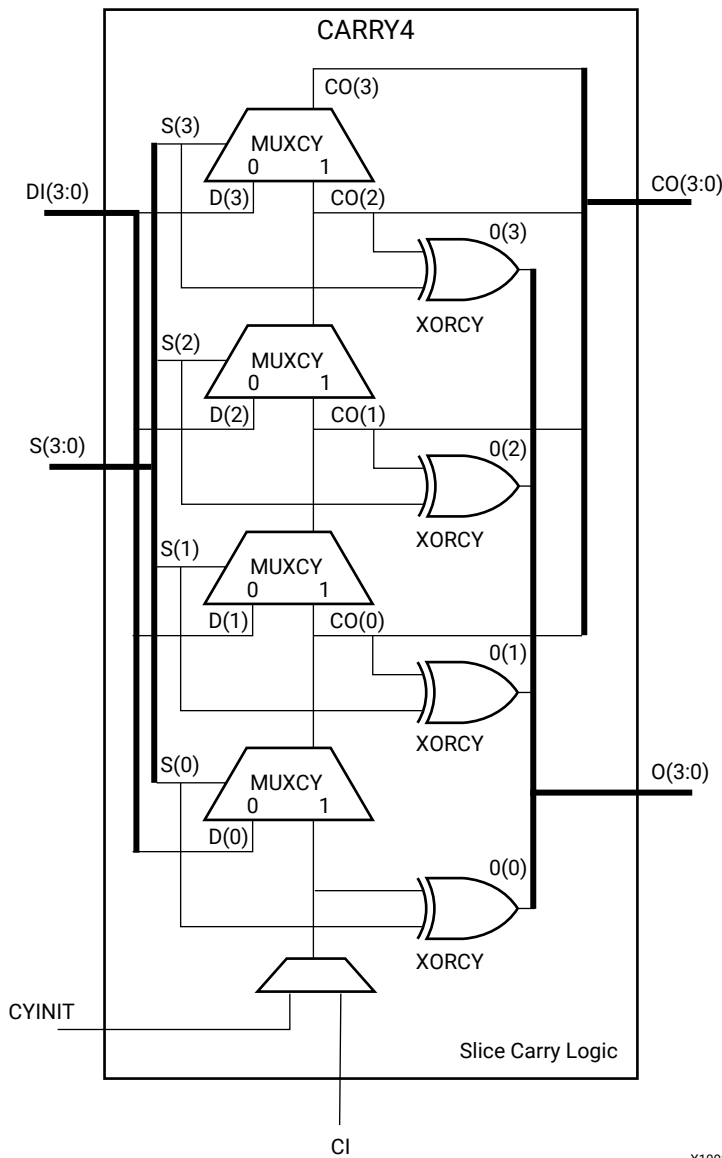 CARRY4
CO(3)
S(3)
MUXCY
0 1
DI(3:0)
D(3)
CO(2)
CO(3:0)
0(3)
XORCY
S(2)
MUXCY
0 1
D(2)
CO(1)
S(3:0)
0(2)
XORCY
S(1)
MUXCY
0 1
D(1)
CO(0)
0(1)
XORCY
S(0)
MUXCY
0 1
O(3:0)
D(0)
0(0)
XORCY
CYINIT
Slice Carry Logic
CI